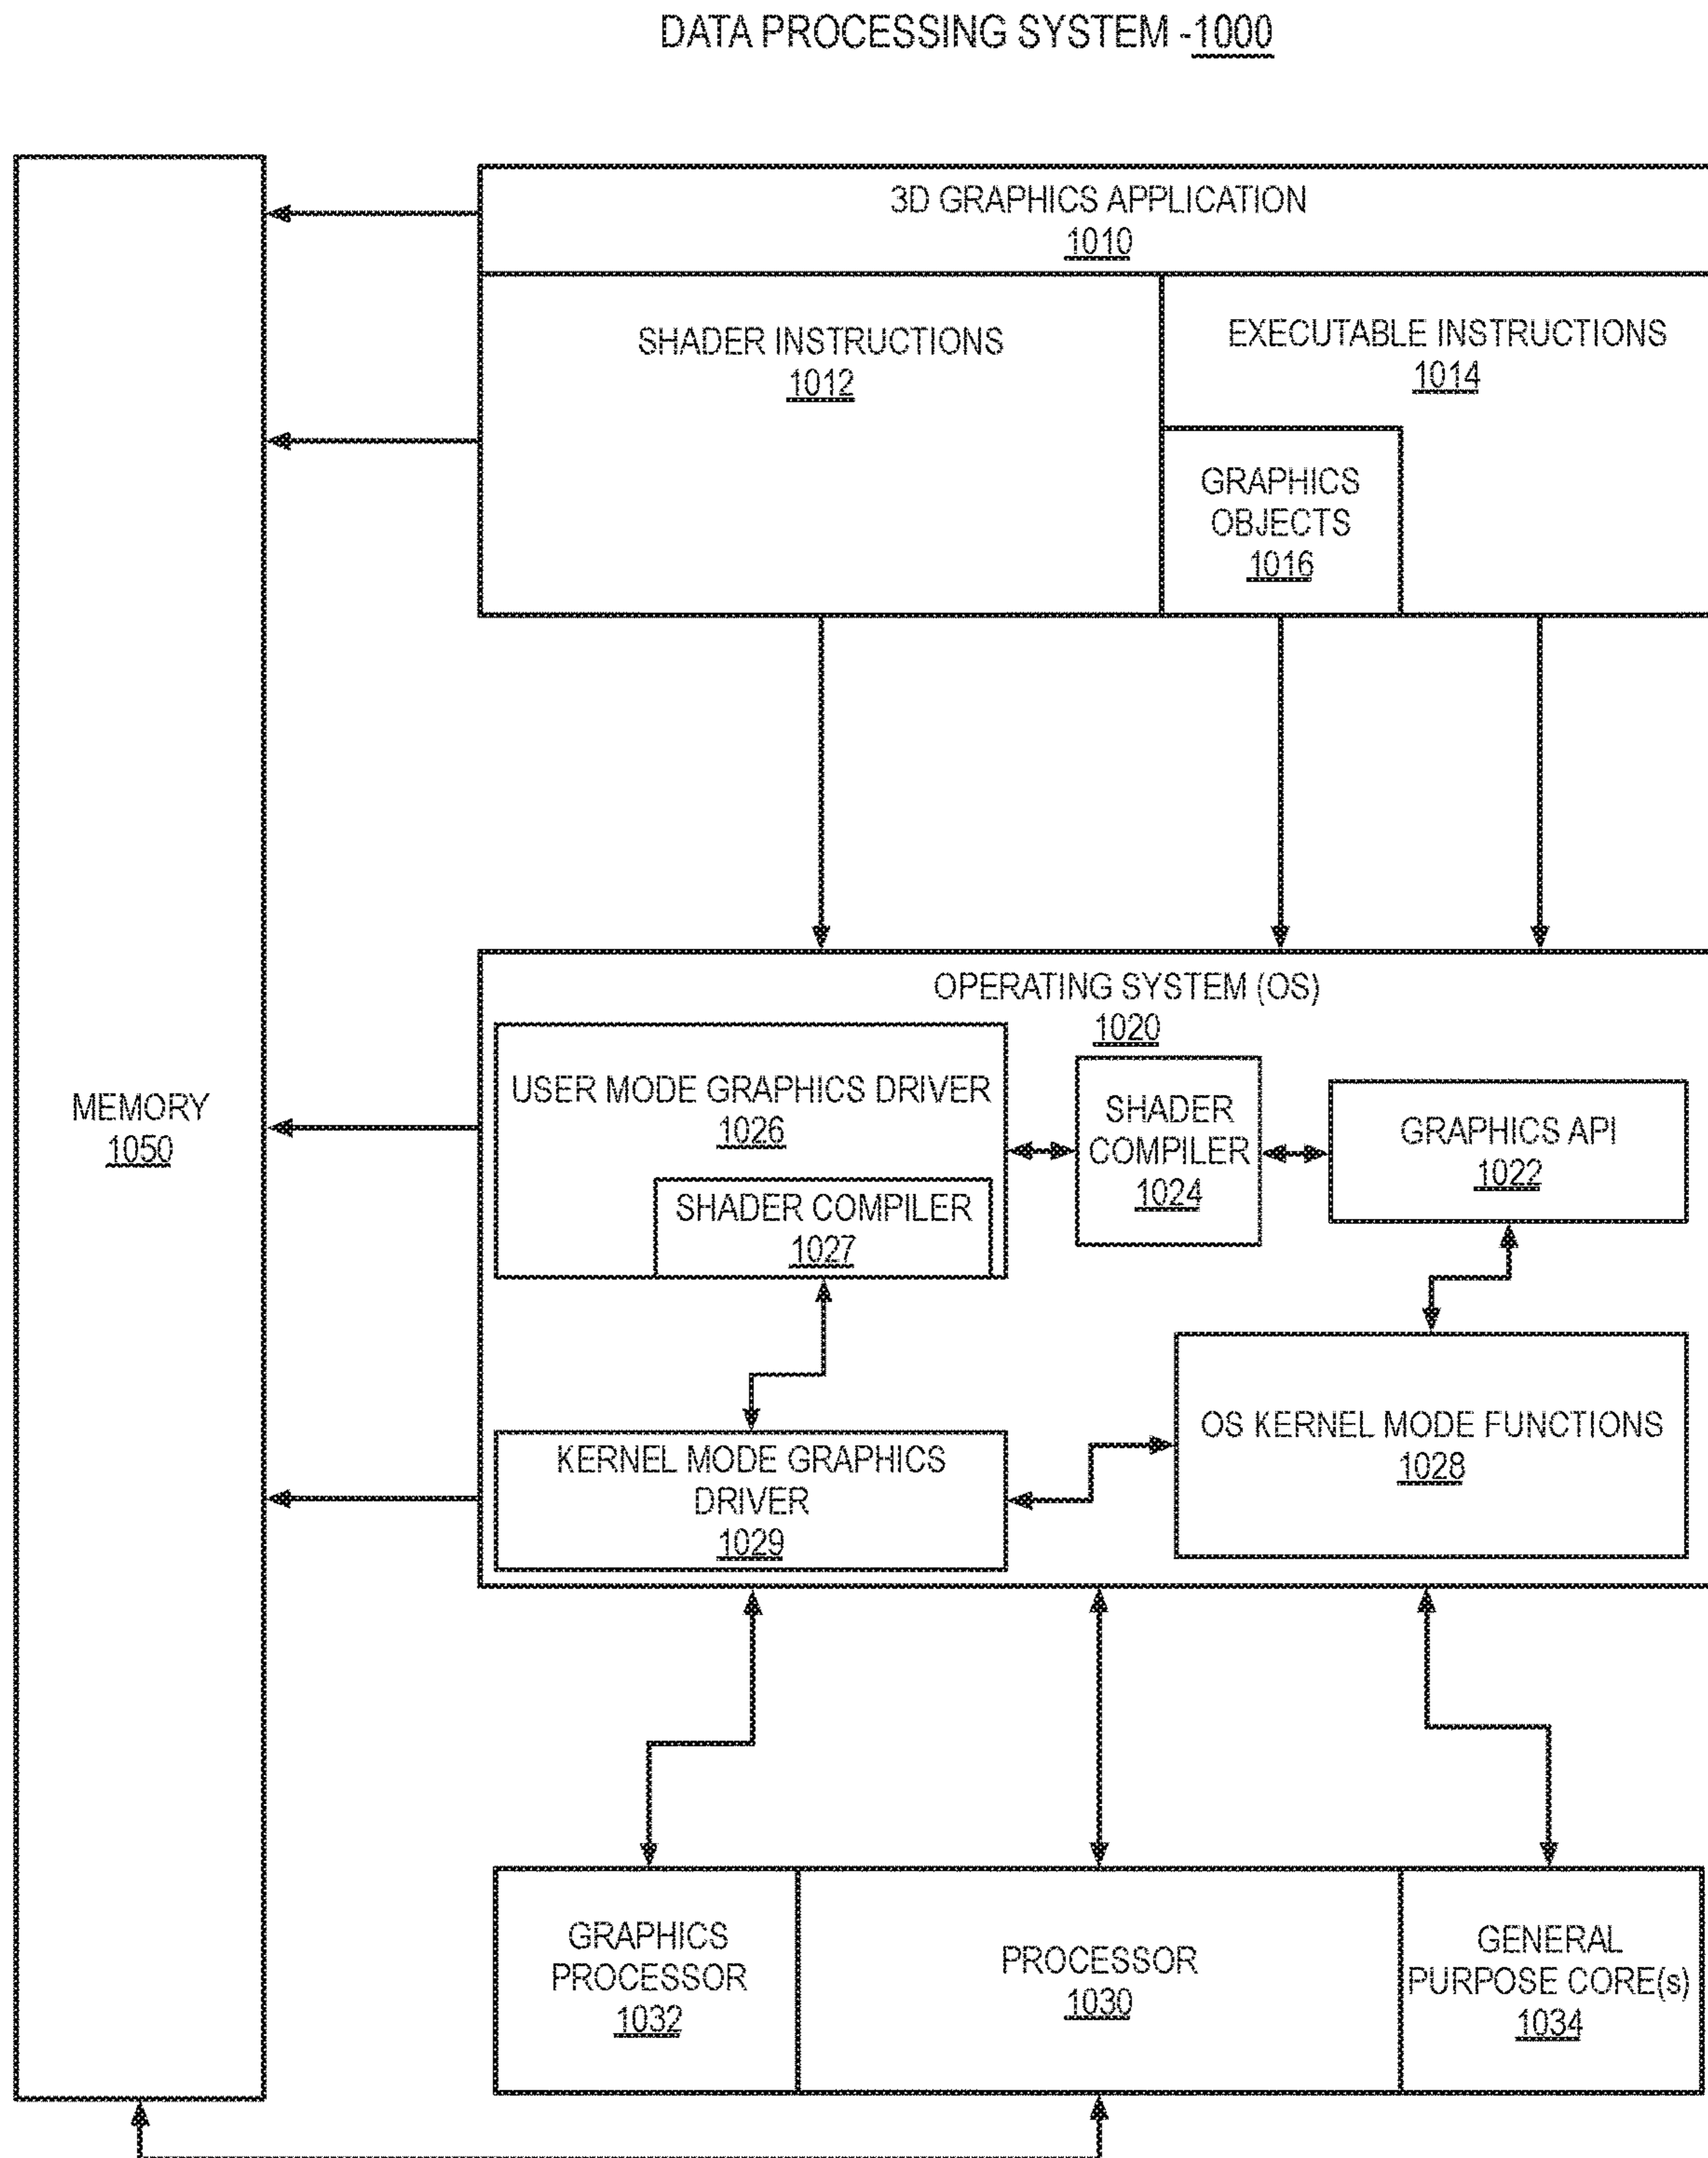 DATA PROCESSING SYSTEM -1000
3D GRAPHICS APPLICATION
1010
SHADER INSTRUCTIONS
1012
EXECUTABLE INSTRUCTIONS
1014
GRAPHICS
OBJECTS
1016
MEMORY
1050
OPERATING SYSTEM (OS)
1020
USER MODE GRAPHICS DRIVER
1026
SHADER COMPILER
1027
SHADER
COMPILER
1024
GRAPHICS API
1022
KERNEL MODE GRAPHICS
DRIVER
1029
OS KERNEL MODE FUNCTIONS
1028
GRAPHICS
PROCESSOR
1032
PROCESSOR
1030
GENERAL
PURPOSE CORE(s)
1034